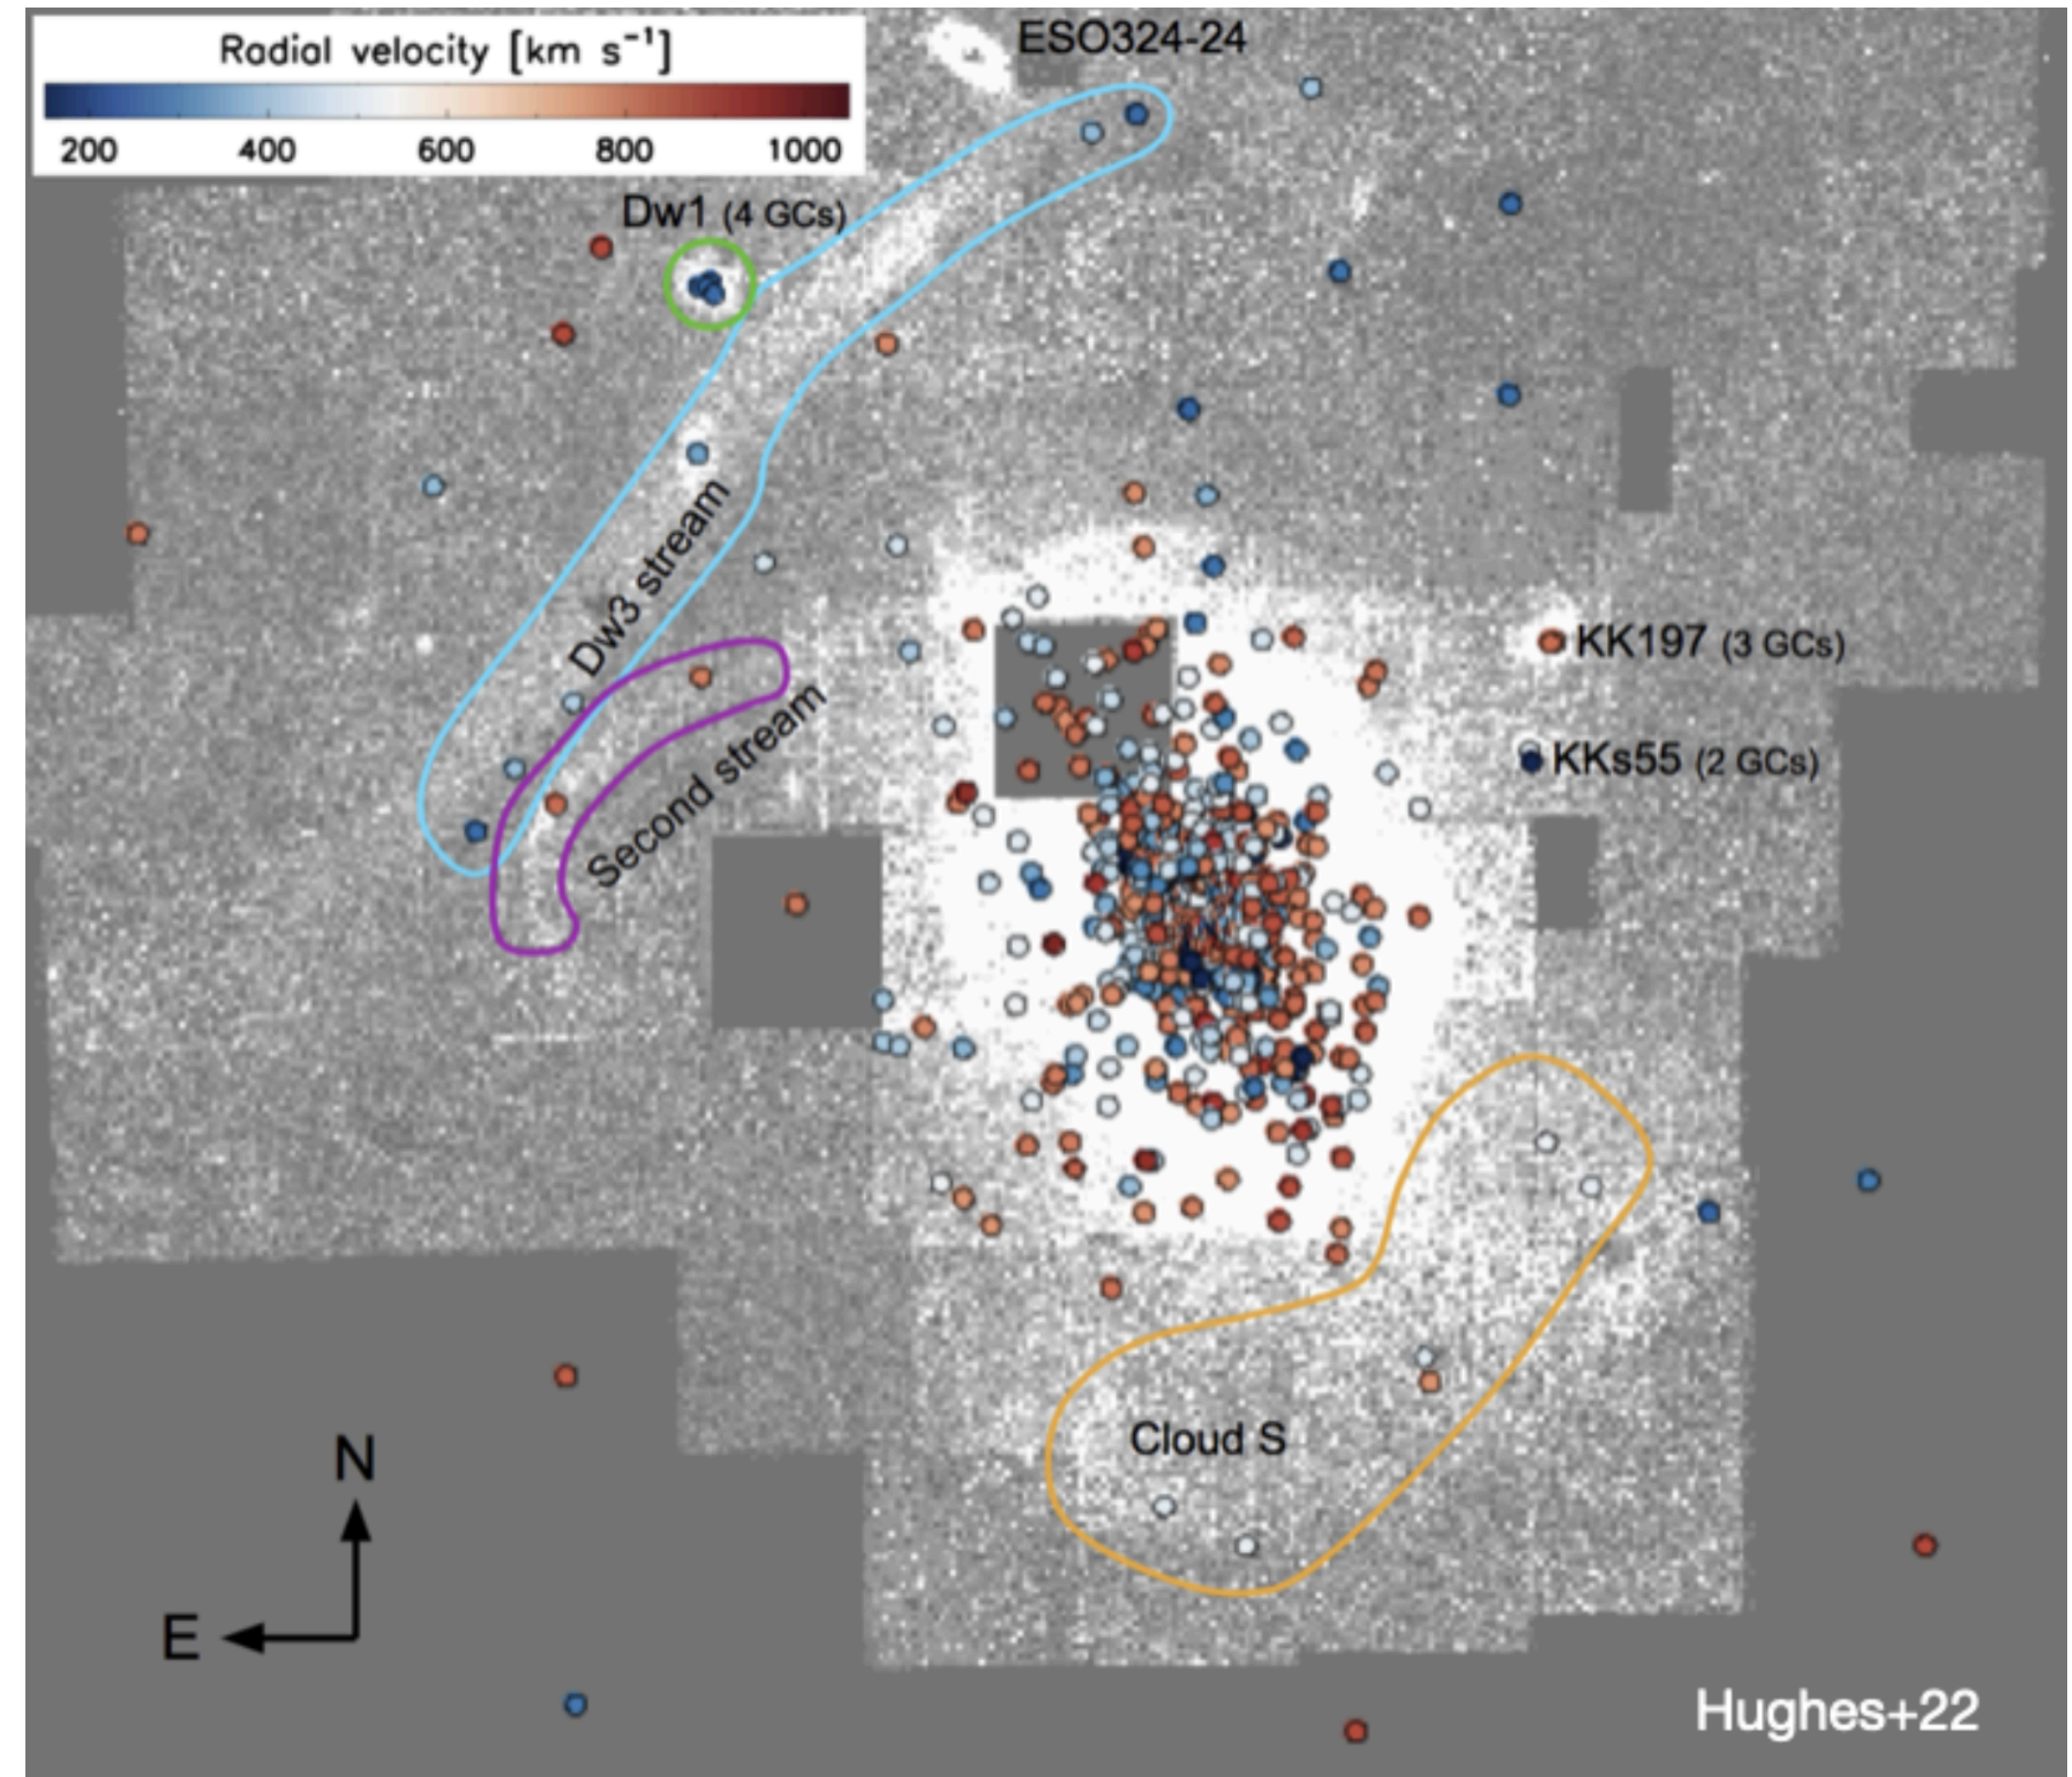 Radial velocity [km s⁻¹]
200 400 600 800 1000
ESO324-24
Dw1 (4 GCs)
Dw3 stream
Second stream
KK197 (3 GCs)
KKs55 (2 GCs)
Cloud S
N
E
Hughes+22